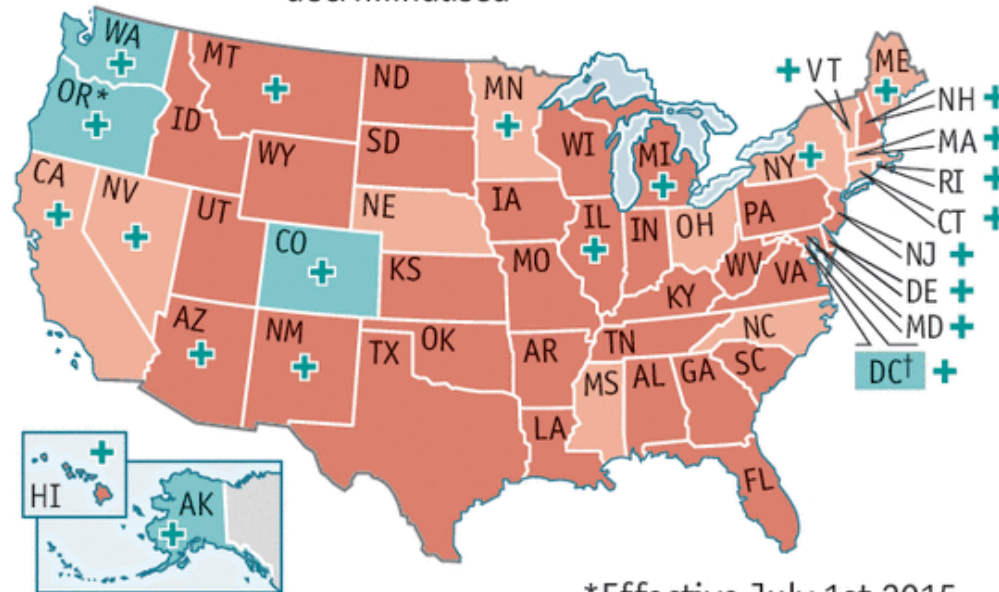 decriminalised
WA
OR*
MT
ID
ND
MN
SD
WY
WI
MI
VT
ME
NH
MA
RI
CT
NJ
DE
MD
DC†
NY
CA
NV
UT
CO
NE
IA
KS
MO
IL
IN
OH
PA
WV
VA
KY
AZ
NM
TX
OK
AR
TN
NC
SC
MS
AL
GA
LA
FL
HI
AK
*Effective July 1st 2015